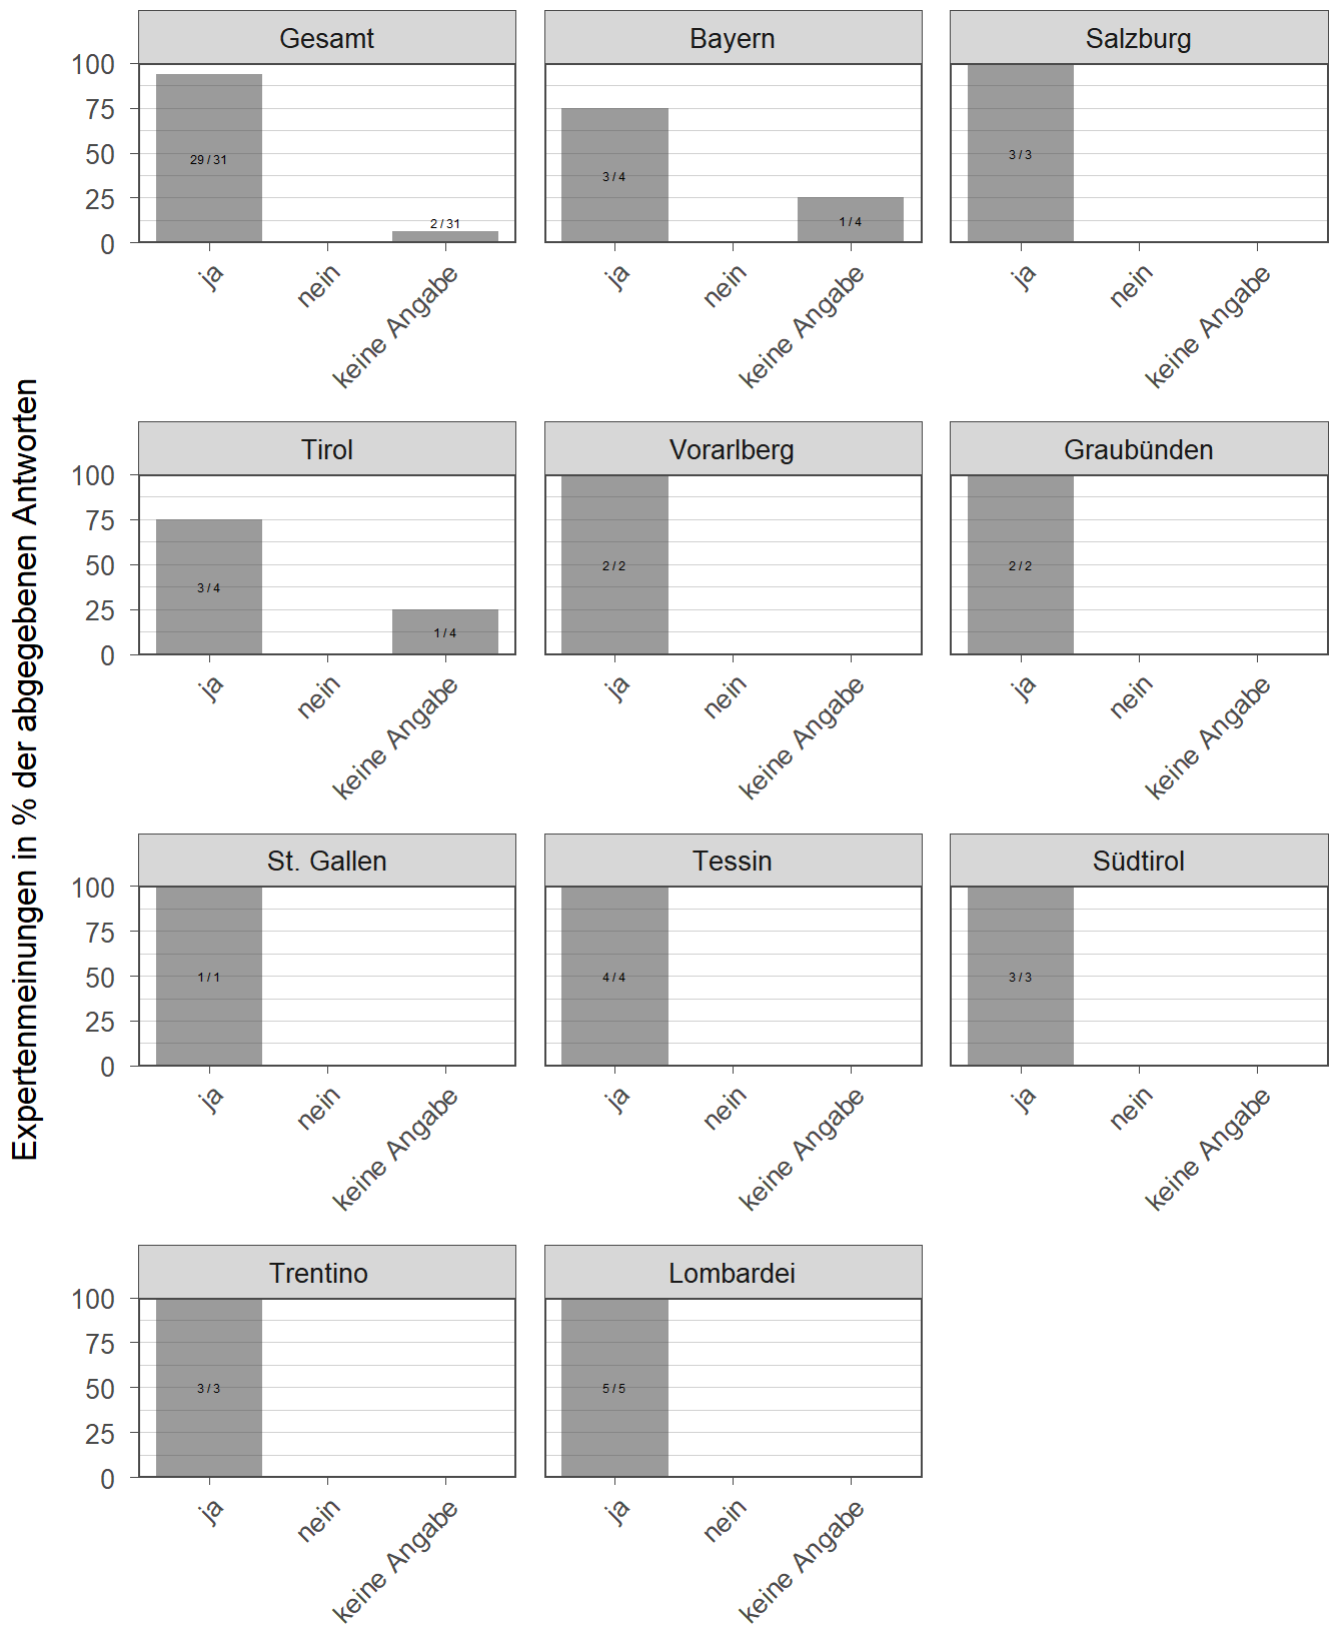 Expertenmeinungen in % der abgegebenen Antworten
Gesamt
100
75
50
25
0
29 / 31
2 / 31
ja
nein
keine Angabe
Bayern
3 / 4
1 / 4
ja
nein
keine Angabe
Salzburg
3 / 3
ja
nein
keine Angabe
Tirol
100
75
50
25
0
3 / 4
1 / 4
ja
nein
keine Angabe
Vorarlberg
2 / 2
ja
nein
keine Angabe
Graubünden
2 / 2
ja
nein
keine Angabe
St. Gallen
100
75
50
25
0
1 / 1
ja
nein
keine Angabe
Tessin
4 / 4
ja
nein
keine Angabe
Südtirol
3 / 3
ja
nein
keine Angabe
Trentino
100
75
50
25
0
3 / 3
ja
nein
keine Angabe
Lombardei
5 / 5
ja
nein
keine Angabe